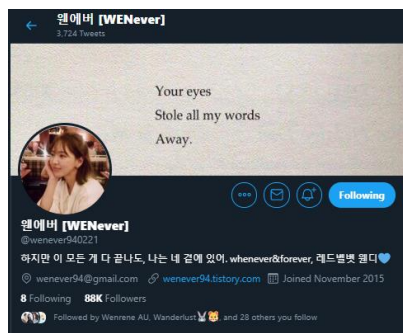 웬에버 [WENever]
3,724 Tweets
Your eyes
Stole all my words
Away.
Following
웬에버 [WENever]
@wenever940221
하지만 이 모든 게 다 끝나도, 나는 네 곁에 있어. whenever&forever, 레드벨벳 웬디💙
wenever94@gmail.com wenever94.tistory.com Joined November 2015
8 Following 88K Followers
Followed by Wenrene AU, Wanderlust🐰🐯, and 28 others you follow